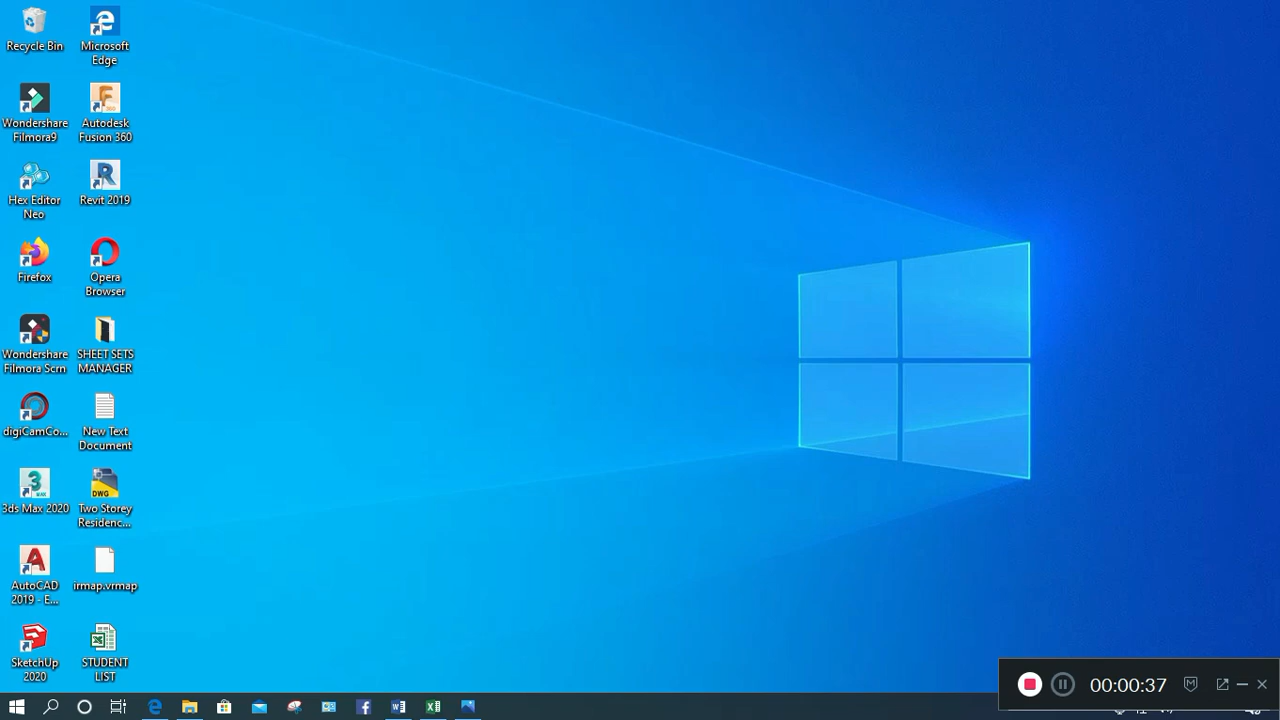 Recycle Bin
Microsoft
Edge
Wondershare
Filmora9
Autodesk
Fusion 360
Hex Editor
Neo
Revit 2019
Firefox
Opera
Browser
Wondershare
Filmora Scrn
SHEET SETS
MANAGER
digiCamCo...
New Text
Document
3ds Max 2020
DWG
Two Storey
Residenc...
AutoCAD
2019 - E...
irmap.vrmap
SketchUp
2020
STUDENT
LIST
00:00:37